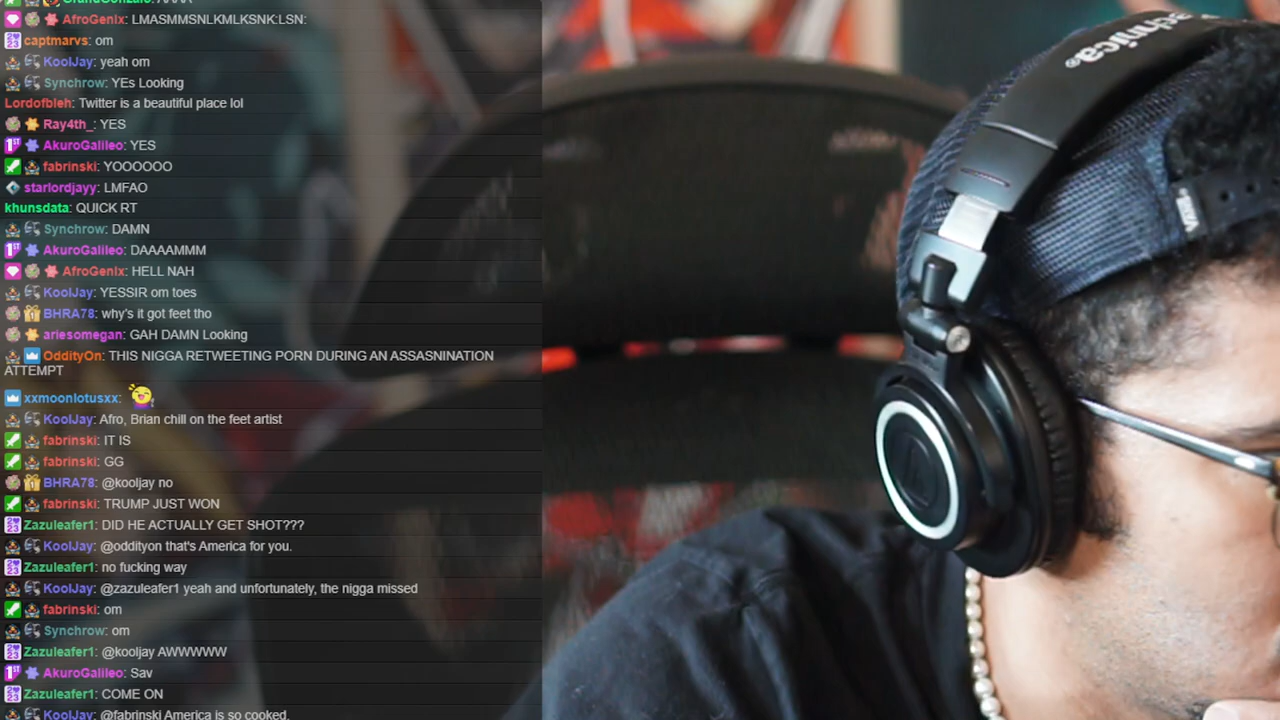 GrandGonzalo: AYAYA
AfroGenix: LMASMMSNLKMLKSNK:LSN:
captmarvs: om
KoolJay: yeah om
Synchrow: YEs Looking
Lordofbleh: Twitter is a beautiful place lol
Ray4th_: YES
AkuroGalileo: YES
fabrinski: YOOOOOO
starlordjayy: LMFAO
khunsdata: QUICK RT
Synchrow: DAMN
AkuroGalileo: DAAAAMMM
AfroGenix: HELL NAH
KoolJay: YESSIR om toes
BHRA78: why's it got feet tho
ariesomegan: GAH DAMN Looking
OddityOn: THIS NIGGA RETWEETING PORN DURING AN ASSASNINATION
ATTEMPT
xxmoonlotusxx:
KoolJay: Afro, Brian chill on the feet artist
fabrinski: IT IS
fabrinski: GG
BHRA78: @kooljay no
fabrinski: TRUMP JUST WON
Zazuleafer1: DID HE ACTUALLY GET SHOT???
KoolJay: @oddityon that's America for you.
Zazuleafer1: no fucking way
KoolJay: @zazuleafer1 yeah and unfortunately, the nigga missed
fabrinski: om
Synchrow: om
Zazuleafer1: @kooljay AWWWWW
AkuroGalileo: Sav
Zazuleafer1: COME ON
KoolJay: @fabrinski America is so cooked.
technica®
VANS